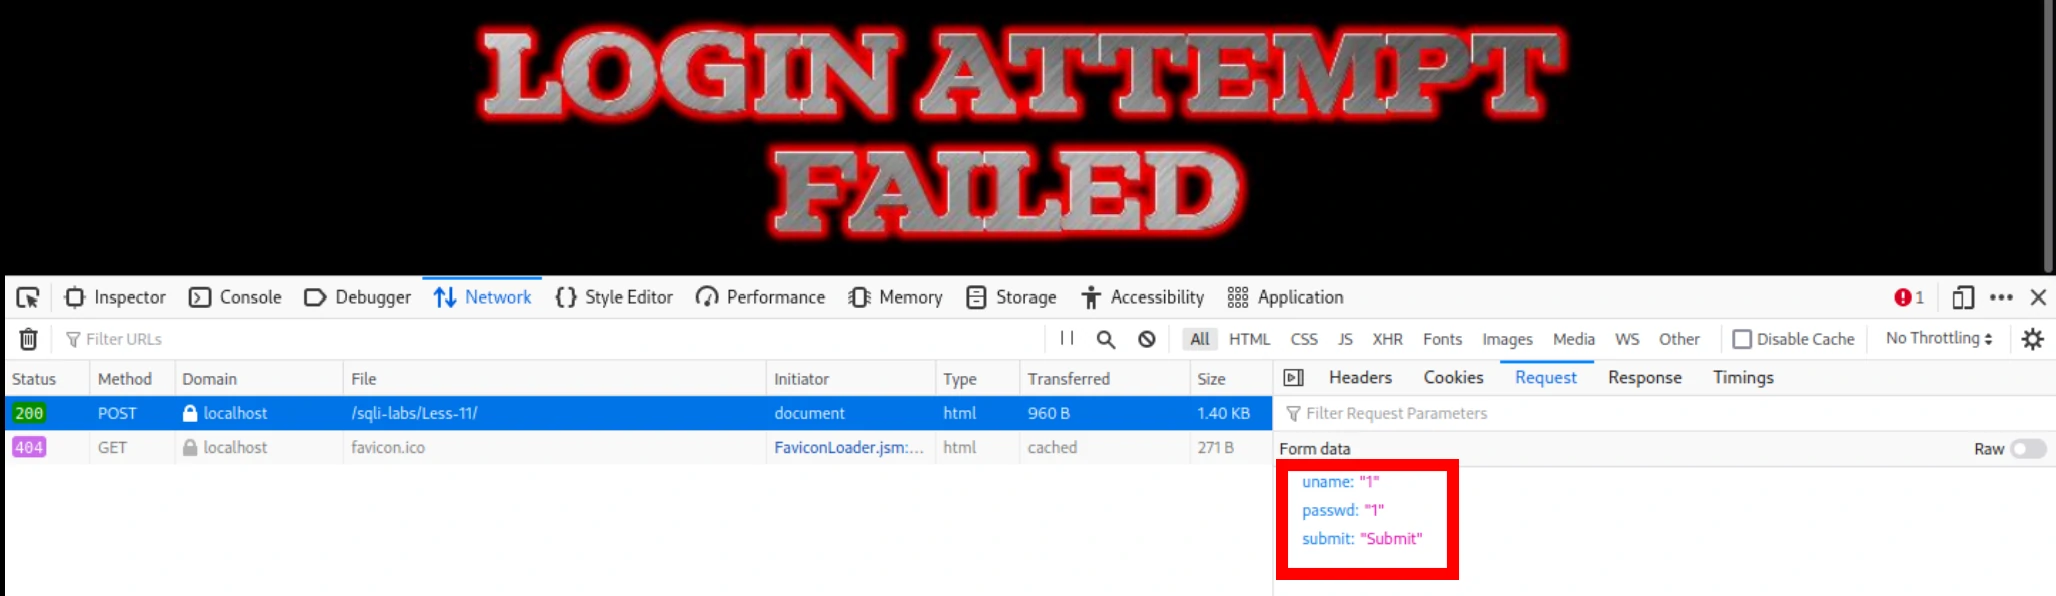 LOGIN ATTEMPT
FAILED
Inspector Console Debugger Network {} Style Editor Performance Memory Storage Accessibility Application 1
Filter URLs All HTML CSS JS XHR Fonts Images Media WS Other Disable Cache No Throttling
Status Method Domain File Initiator Type Transferred Size Headers Cookies Request Response Timings
200 POST localhost /sqli-labs/Less-11/ document html 960 B 1.40 KB Filter Request Parameters
404 GET localhost favicon.ico FaviconLoader.jsm:... html cached 271 B Form data Raw
uname: "1"
passwd: "1"
submit: "Submit"